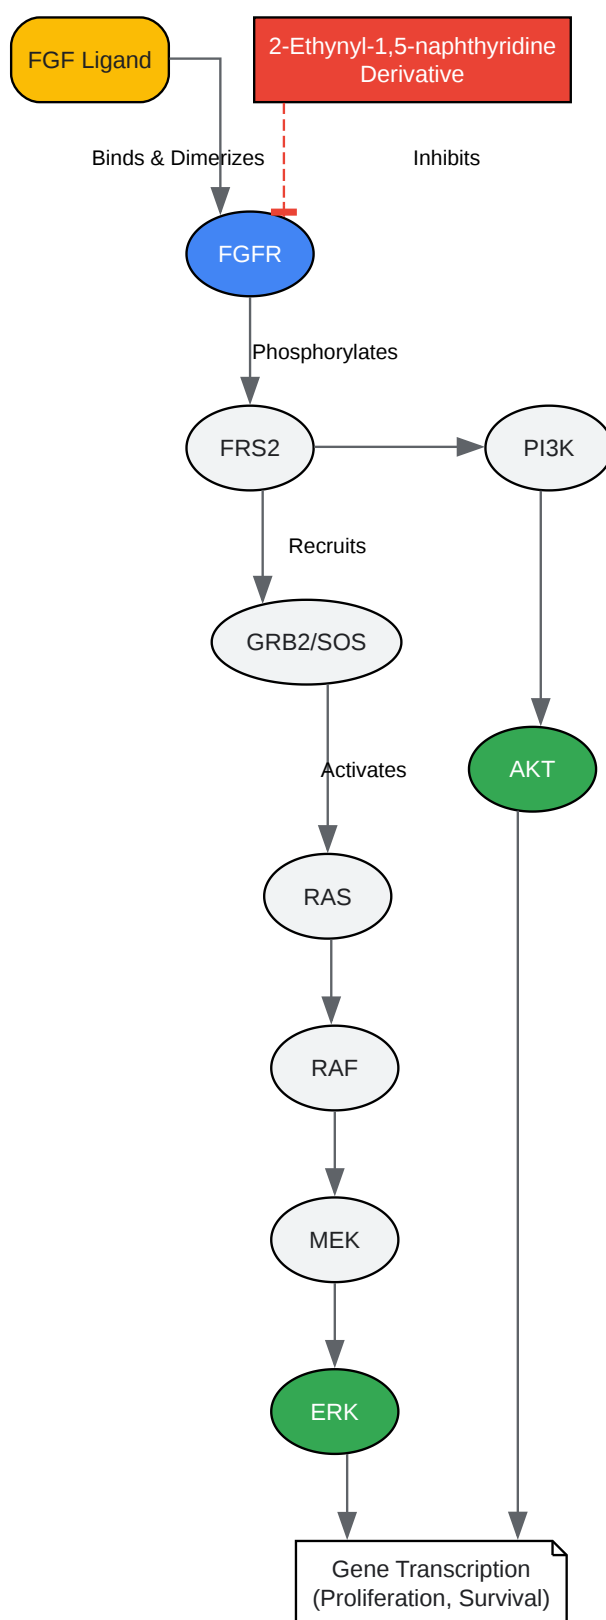 FGF Ligand
2-Ethynyl-1,5-naphthyridine
Derivative
Binds & Dimerizes
Inhibits
FGFR
Phosphorylates
FRS2
PI3K
Recruits
GRB2/SOS
Activates
AKT
RAS
RAF
MEK
ERK
Gene Transcription
(Proliferation, Survival)